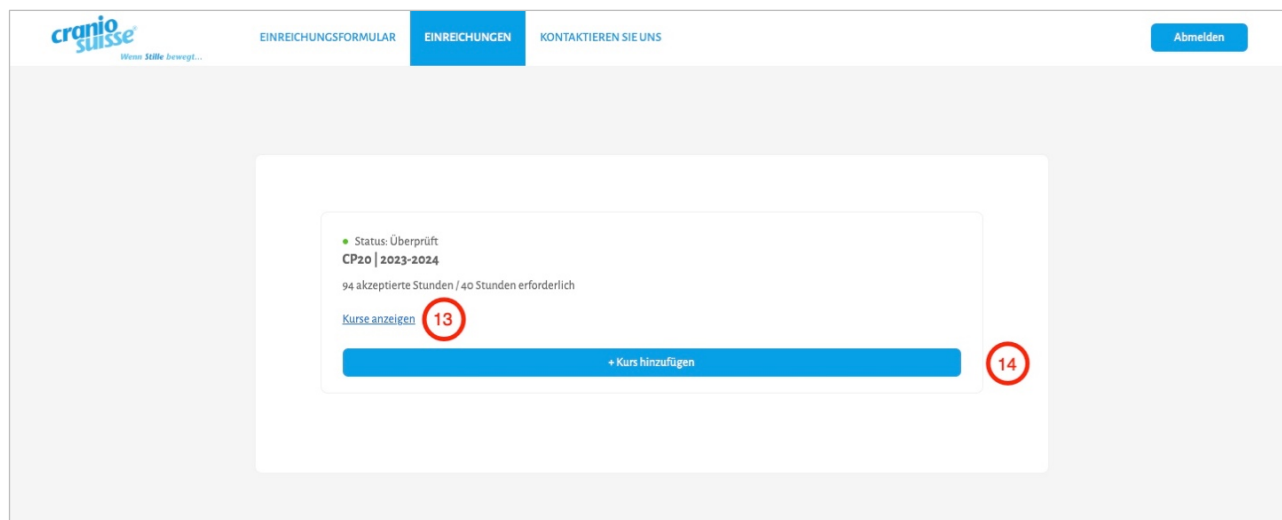 cranio
suisse®
Wenn Stille bewegt...
EINREICHUNGSFORMULAR
EINREICHUNGEN
KONTAKTIEREN SIE UNS
Abmelden
Status: Überprüft
CP20 | 2023-2024
94 akzeptierte Stunden / 40 Stunden erforderlich
Kurse anzeigen
13
+ Kurs hinzufügen
14